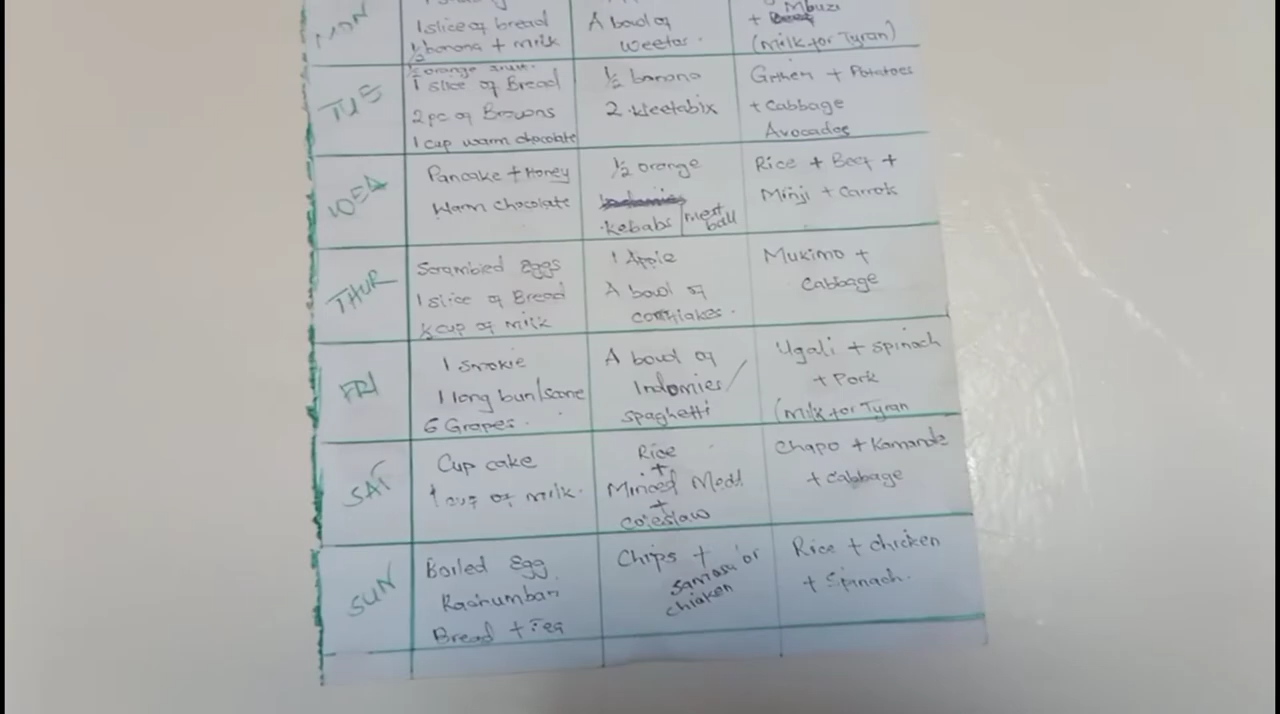 MON
1 slice of bread
½ banana + milk
½ orange
A bowl of
weetos.
Mbuzi
+
(milk for Tyran)
TUE
1 slice of Bread
2pc of Browns
1 cup warm chocolate
½ banana
2 Weetabix
Githeri + Potatoes
+ Cabbage
Avocados
WED
Pancake + Honey
Warm chocolate
½ orange
kebabs / meat
ball
Rice + Beef +
Minji + Carrots
THUR
Scrambled Eggs
1 slice of Bread
½ cup of milk
1 Apple
A bowl of
cornflakes.
Mukimo +
Cabbage
FRI
1 smokie
1 long bun/scone
6 Grapes.
A bowl of
Indomies/
spaghetti
Ugali + spinach
+ Pork
(milk for Tyran
SAT
Cup cake
1 cup of milk.
Rice
+
Minced Meat
+
coleslaw
Chapo + Kamande
+ cabbage
SUN
Boiled Egg
Kachumbari
Bread + Tea
Chips +
samosa or
chicken
Rice + chicken
+ Spinach.